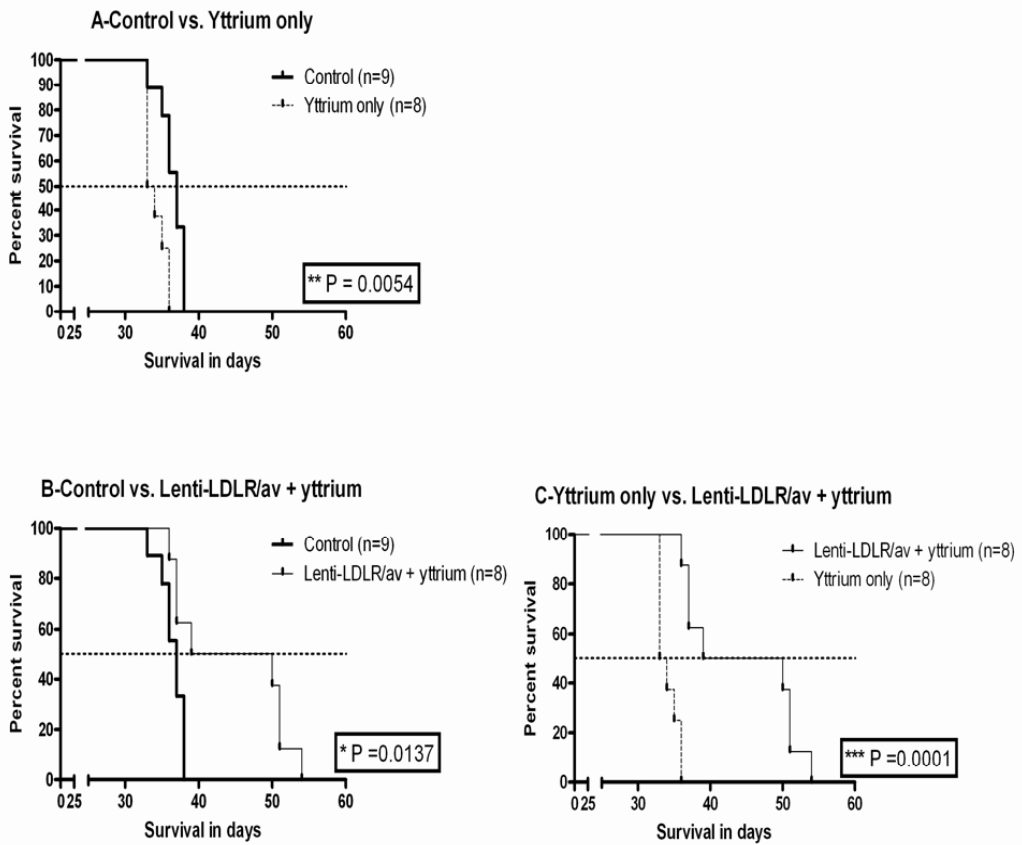 A-Control vs. Yttrium only
100
90
80
70
60
50
40
30
20
10
0
Percent survival
Control (n=9)
Yttrium only (n=8)
** P = 0.0054
0 25 30 40 50 60
Survival in days
B-Control vs. Lenti-LDLR/av + yttrium
100
80
60
40
20
0
Percent survival
Control (n=9)
Lenti-LDLR/av + yttrium (n=8)
* P =0.0137
0 25 30 40 50 60
Survival in days
C-Yttrium only vs. Lenti-LDLR/av + yttrium
100
80
60
40
20
0
Percent survival
Lenti-LDLR/av + yttrium (n=8)
Yttrium only (n=8)
*** P =0.0001
0 25 30 40 50 60
Survival in days